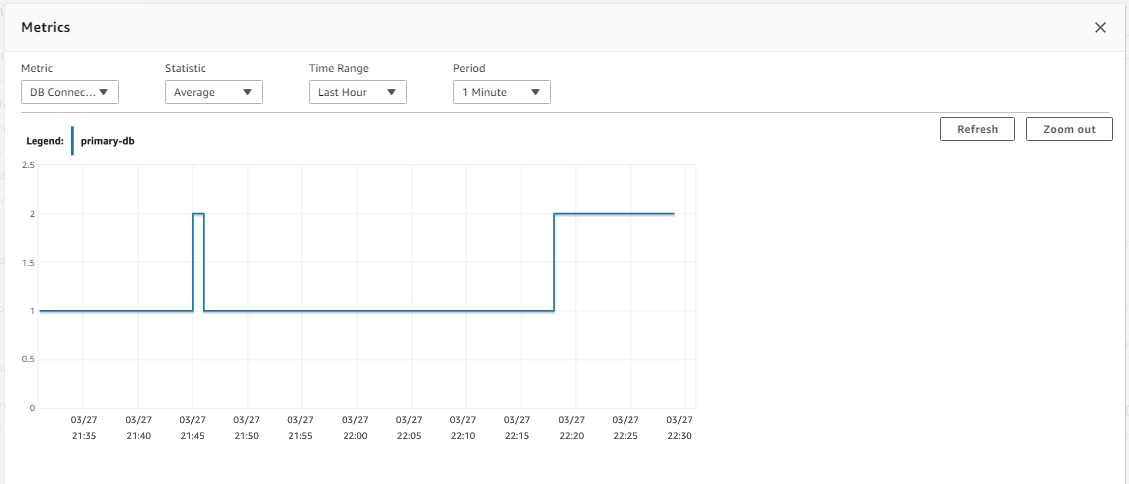 Metrics
Metric Statistic Time Range Period
DB Connec... Average Last Hour 1 Minute
Refresh Zoom out
Legend: primary-db
2.5
2
1.5
1
0.5
0
03/27 03/27 03/27 03/27 03/27 03/27 03/27 03/27 03/27 03/27 03/27 03/27
21:35 21:40 21:45 21:50 21:55 22:00 22:05 22:10 22:15 22:20 22:25 22:30